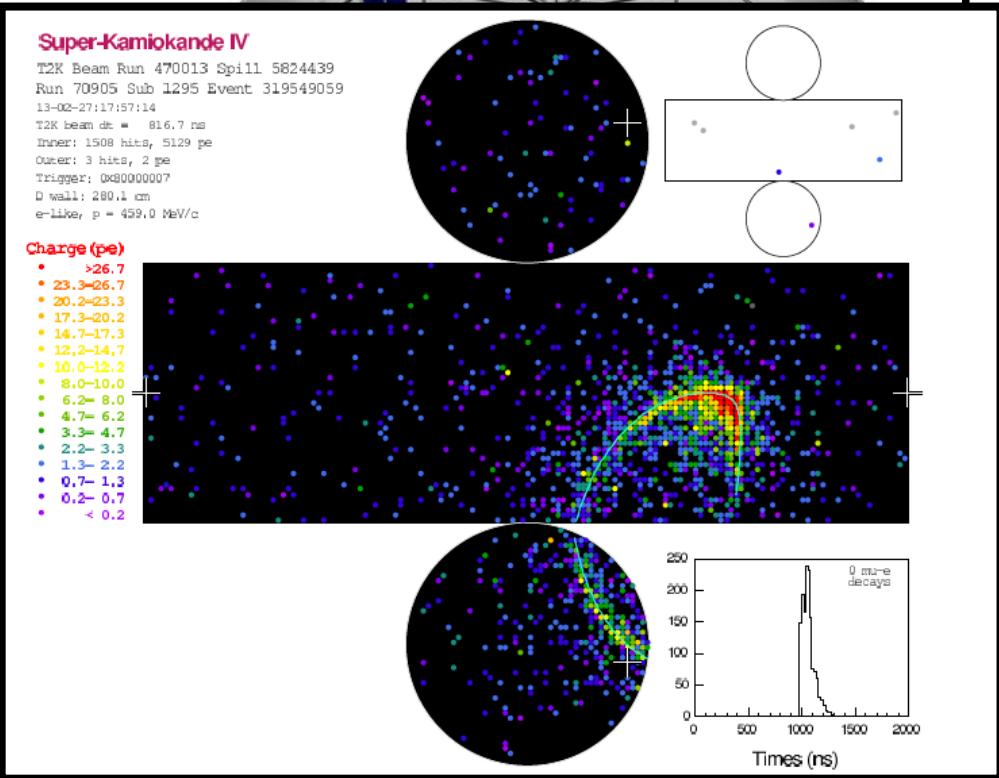 Super-Kamiokande IV
T2K Beam Run 470013 Spill 5824439
Run 70905 Sub 1295 Event 319549059
13-02-27:17:57:14
T2K beam dt = 816.7 ns
Inner: 1508 hits, 5129 pe
Outer: 3 hits, 2 pe
Trigger: 0x80000007
D wall: 280.1 cm
e-like, p = 459.0 MeV/c
Charge(pe)
>26.7
23.3-26.7
20.2-23.3
17.3-20.2
14.7-17.3
12.2-14.7
10.0-12.2
8.0-10.0
6.2- 8.0
4.7- 6.2
3.3- 4.7
2.2- 3.3
1.3- 2.2
0.7- 1.3
0.2- 0.7
< 0.2
250
200
150
100
50
0
0 mu-e
decays
0 500 1000 1500 2000
Times (ns)